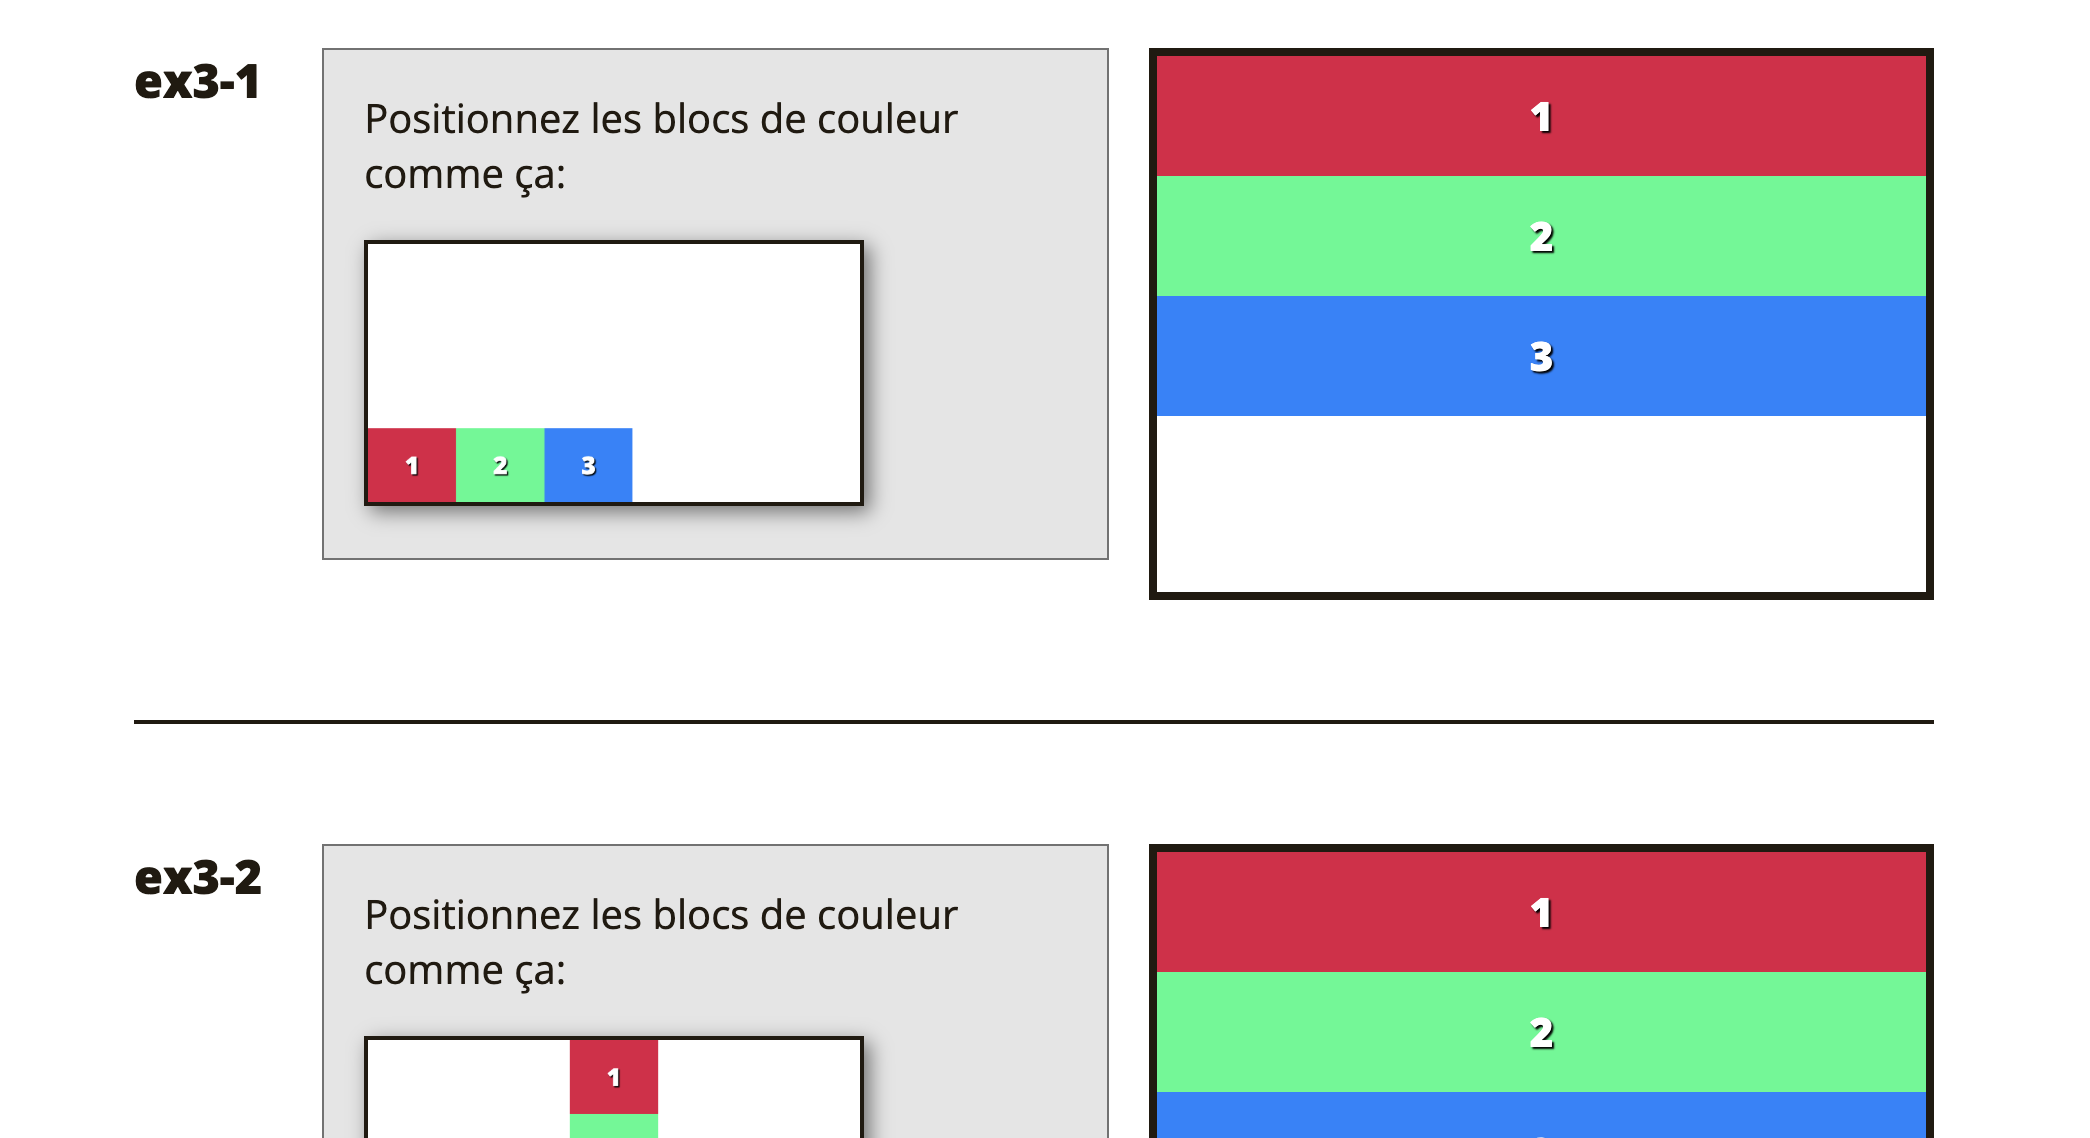 ex3-1
Positionnez les blocs de couleur
comme ça:
1 2 3
1
2
3
ex3-2
Positionnez les blocs de couleur
comme ça:
1
1
2